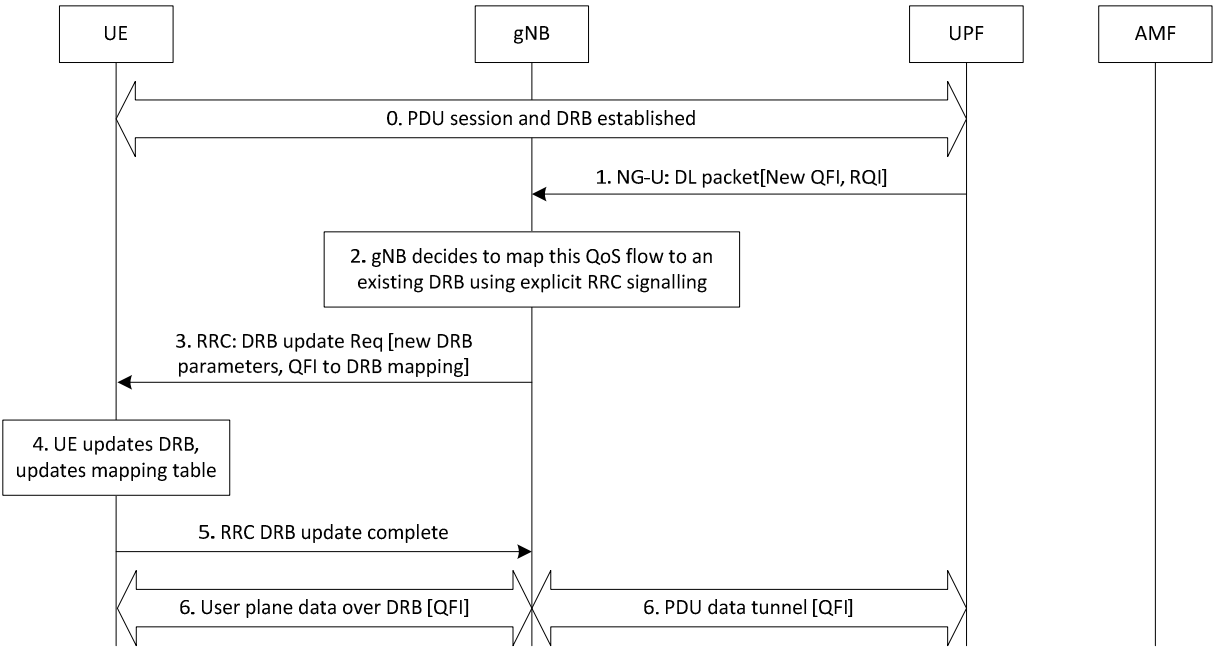 UE
gNB
UPF
AMF
0. PDU session and DRB established
1. NG-U: DL packet[New QFI, RQI]
2. gNB decides to map this QoS flow to an
existing DRB using explicit RRC signalling
3. RRC: DRB update Req [new DRB
parameters, QFI to DRB mapping]
4. UE updates DRB,
updates mapping table
5. RRC DRB update complete
6. User plane data over DRB [QFI]
6. PDU data tunnel [QFI]